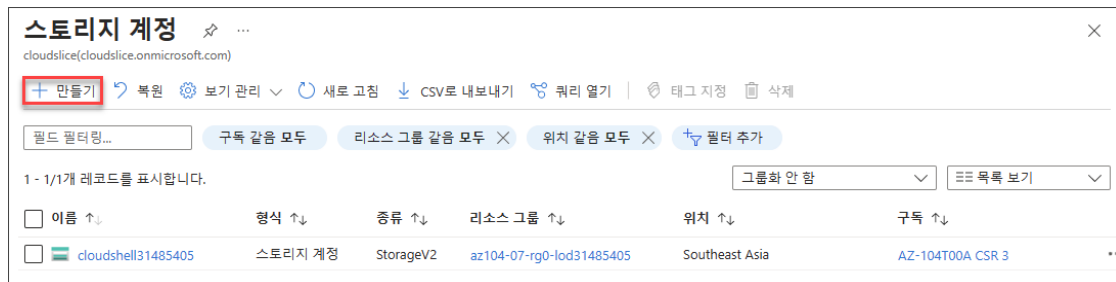 스토리지 계정 ...
cloudslice(cloudslice.onmicrosoft.com)
만들기 복원 보기 관리 새로 고침 CSV로 내보내기 쿼리 열기 태그 지정 삭제
필드 필터링... 구독 같음 모두 리소스 그룹 같음 모두 위치 같음 모두 필터 추가
1 - 1/1개 레코드를 표시합니다. 그룹화 안 함 목록 보기
이름 형식 종류 리소스 그룹 위치 구독
cloudshell31485405 스토리지 계정 StorageV2 az104-07-rg0-lod31485405 Southeast Asia AZ-104T00A CSR 3